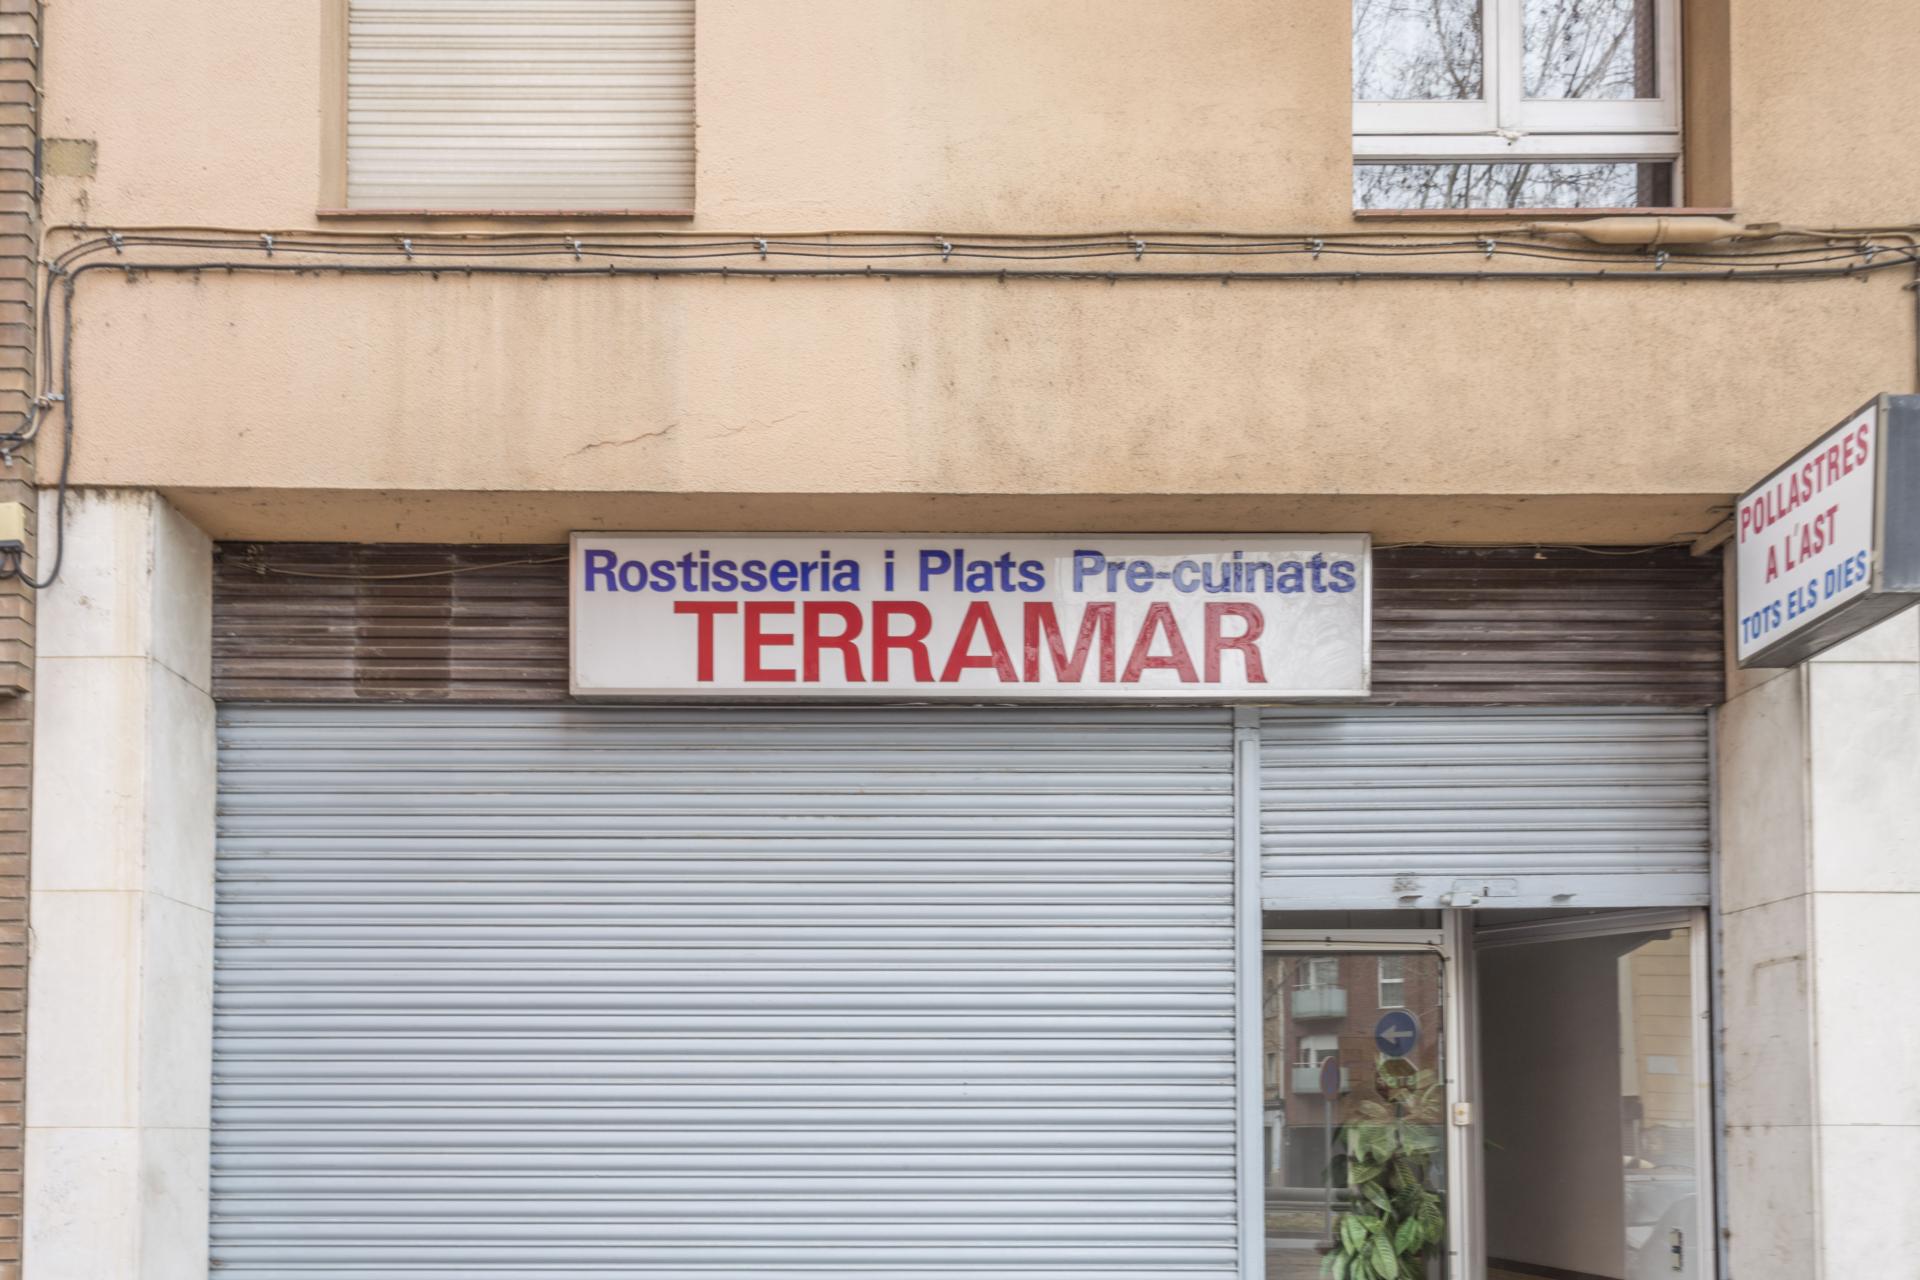 Rostisseria i Plats Pre-cuinats
TERRAMAR
POLLASTRES
A L'AST
TOTS ELS DIES